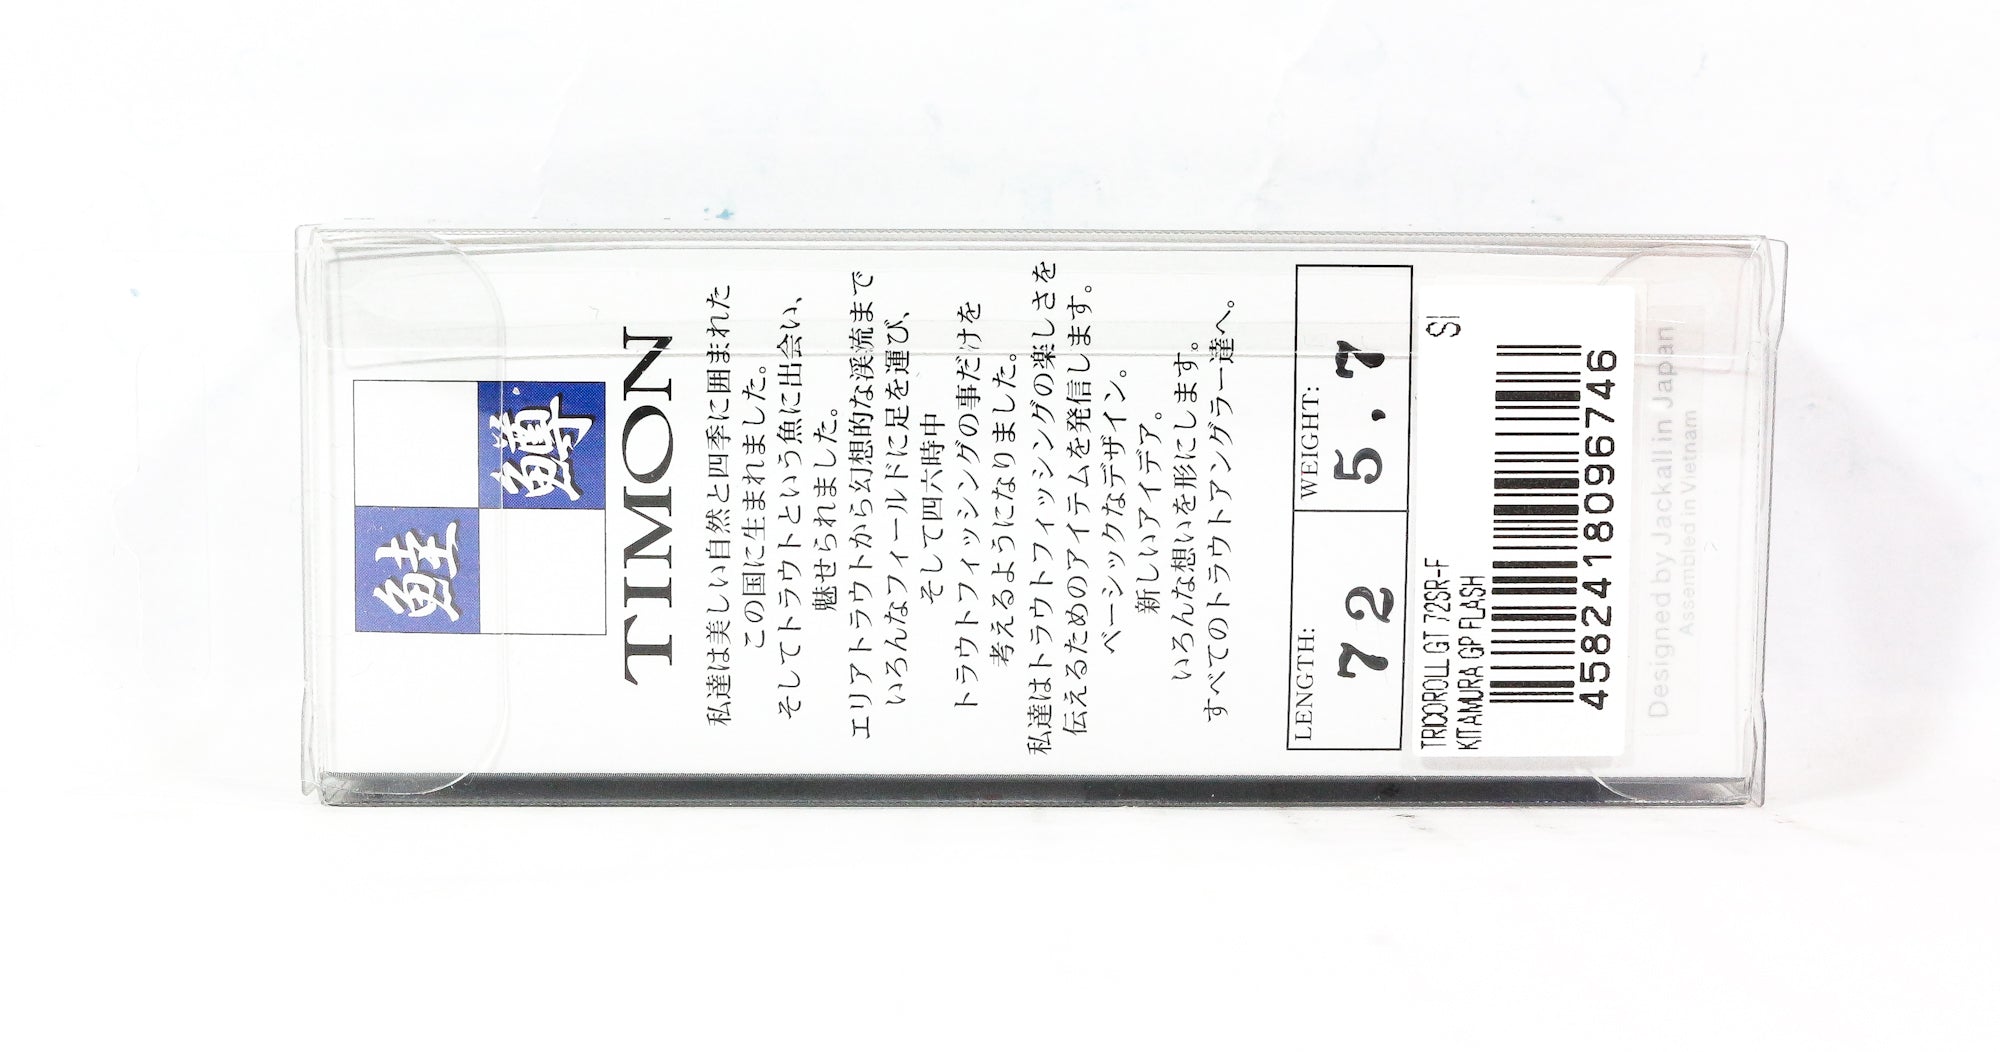 鮭
鱒
TIMON
私達は美しい自然と四季に囲まれた
この国に生まれました。
そしてトラウトという魚に出会い、
魅せられました。
エリアトラウトから幻想的な渓流まで
いろんなフィールドに足を運び、
そして四六時中
トラウトフィッシングの事だけを
考えるようになりました。
私達はトラウトフィッシングの楽しさを
伝えるためのアイテムを発信します。
ベーシックなデザイン。
新しいアイデア。
いろんな想いを形にします。
すべてのトラウトアングラー達へ。
LENGTH: WEIGHT:
72 5.7
TRICOROLL GT 72SR-F SI
KITAMURA GP FLASH
4582418096746
Designed by Jackall in Japan
Assembled in Vietnam